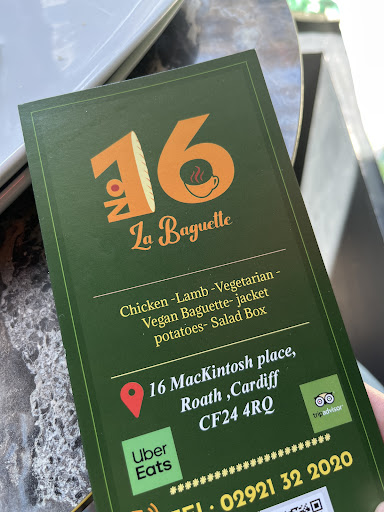 No 16
La Baguette
Chicken -Lamb -Vegetarian -
Vegan Baguette- jacket
potatoes- Salad Box
16 MacKintosh place,
Roath ,Cardiff
CF24 4RQ
Uber
Eats
tripadvisor
*********************
TEL: 02921 32 2020